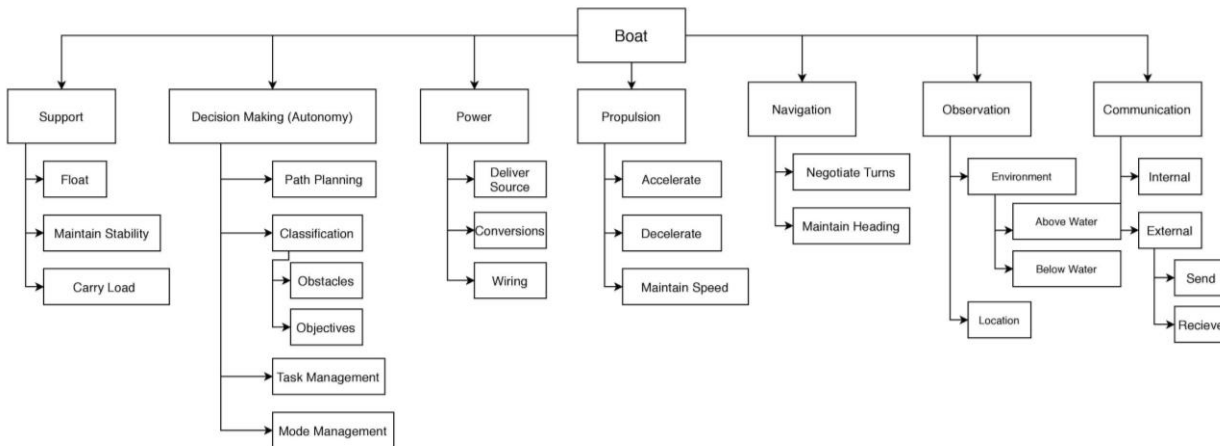 Boat
Support
Decision Making (Autonomy)
Power
Propulsion
Navigation
Observation
Communication
Float
Maintain Stability
Carry Load
Path Planning
Classification
Obstacles
Objectives
Task Management
Mode Management
Deliver
Source
Conversions
Wiring
Accelerate
Decelerate
Maintain Speed
Negotiate Turns
Maintain Heading
Environment
Above Water
Below Water
Location
Internal
External
Send
Recieve